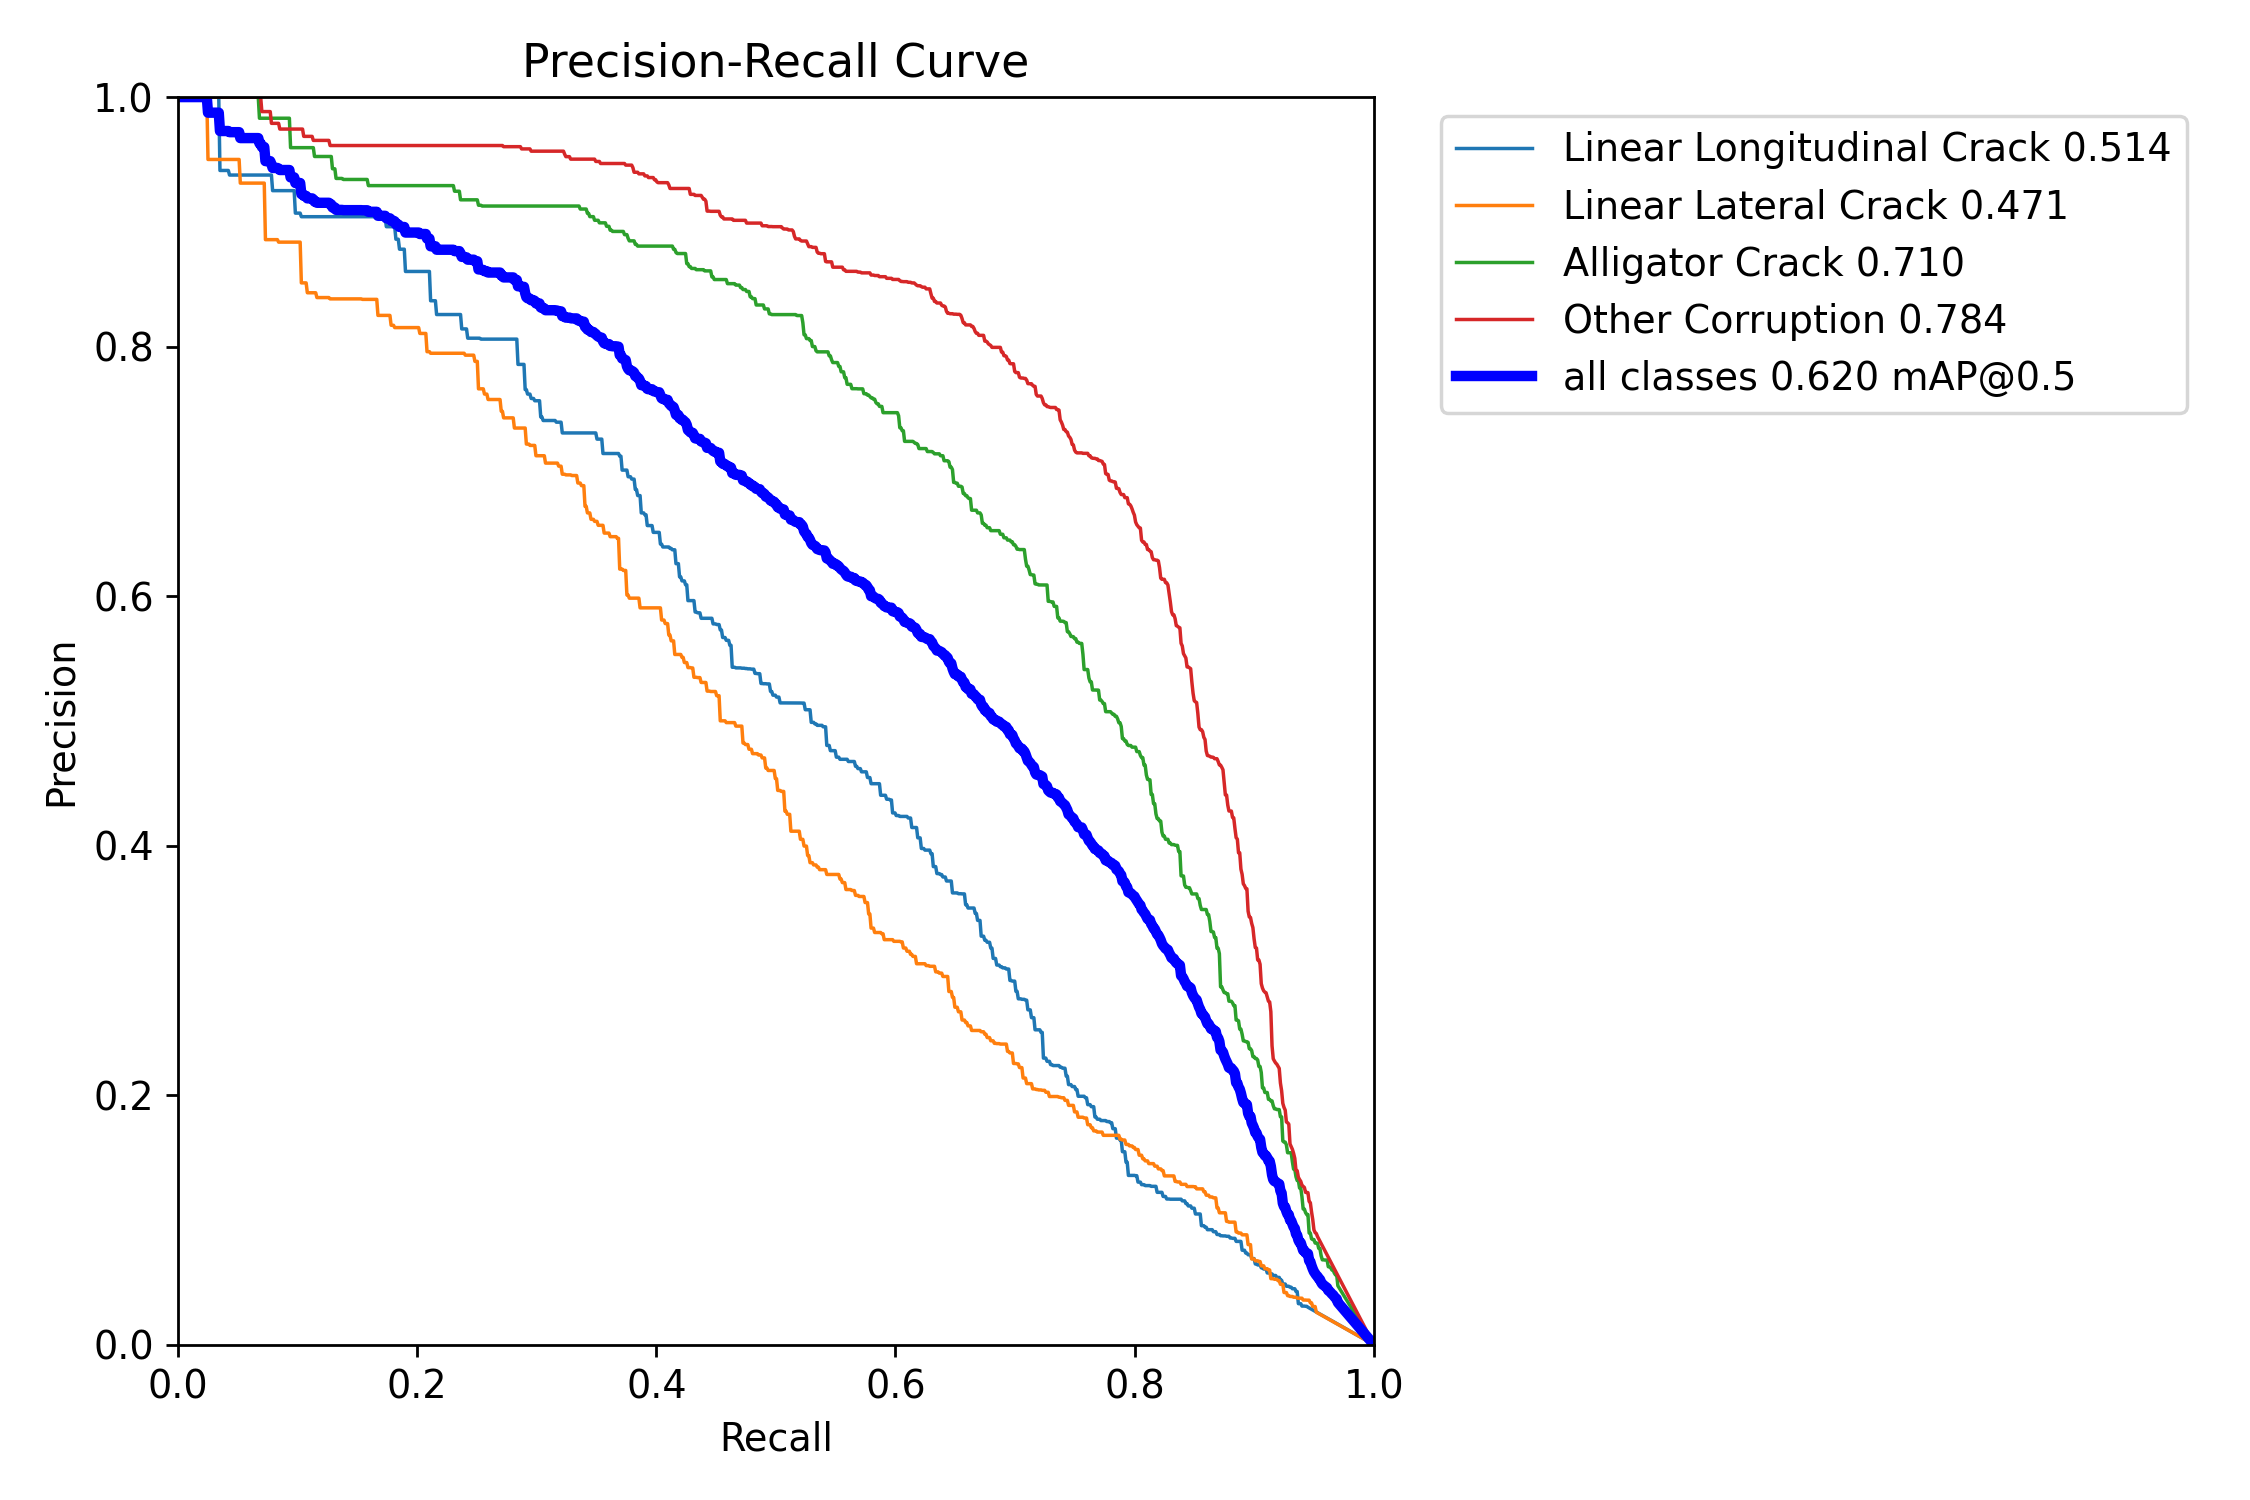 Precision-Recall Curve
1.0
0.8
0.6
0.4
0.2
0.0
Precision
0.0 0.2 0.4 0.6 0.8 1.0
Recall
Linear Longitudinal Crack 0.514
Linear Lateral Crack 0.471
Alligator Crack 0.710
Other Corruption 0.784
all classes 0.620 mAP@0.5